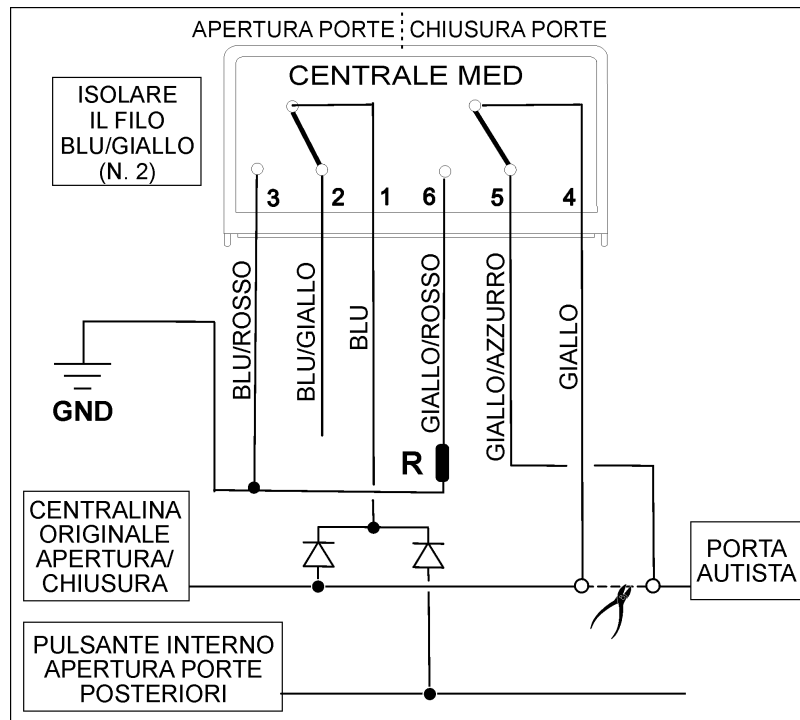 APERTURA PORTE CHIUSURA PORTE
CENTRALE MED
ISOLARE
IL FILO
BLU/GIALLO
(N. 2)
3 2 1 6 5 4
BLU/ROSSO
BLU/GIALLO
BLU
GIALLO/ROSSO
GIALLO/AZZURRO
GIALLO
GND
R
CENTRALINA
ORIGINALE
APERTURA/
CHIUSURA
PORTA
AUTISTA
PULSANTE INTERNO
APERTURA PORTE
POSTERIORI